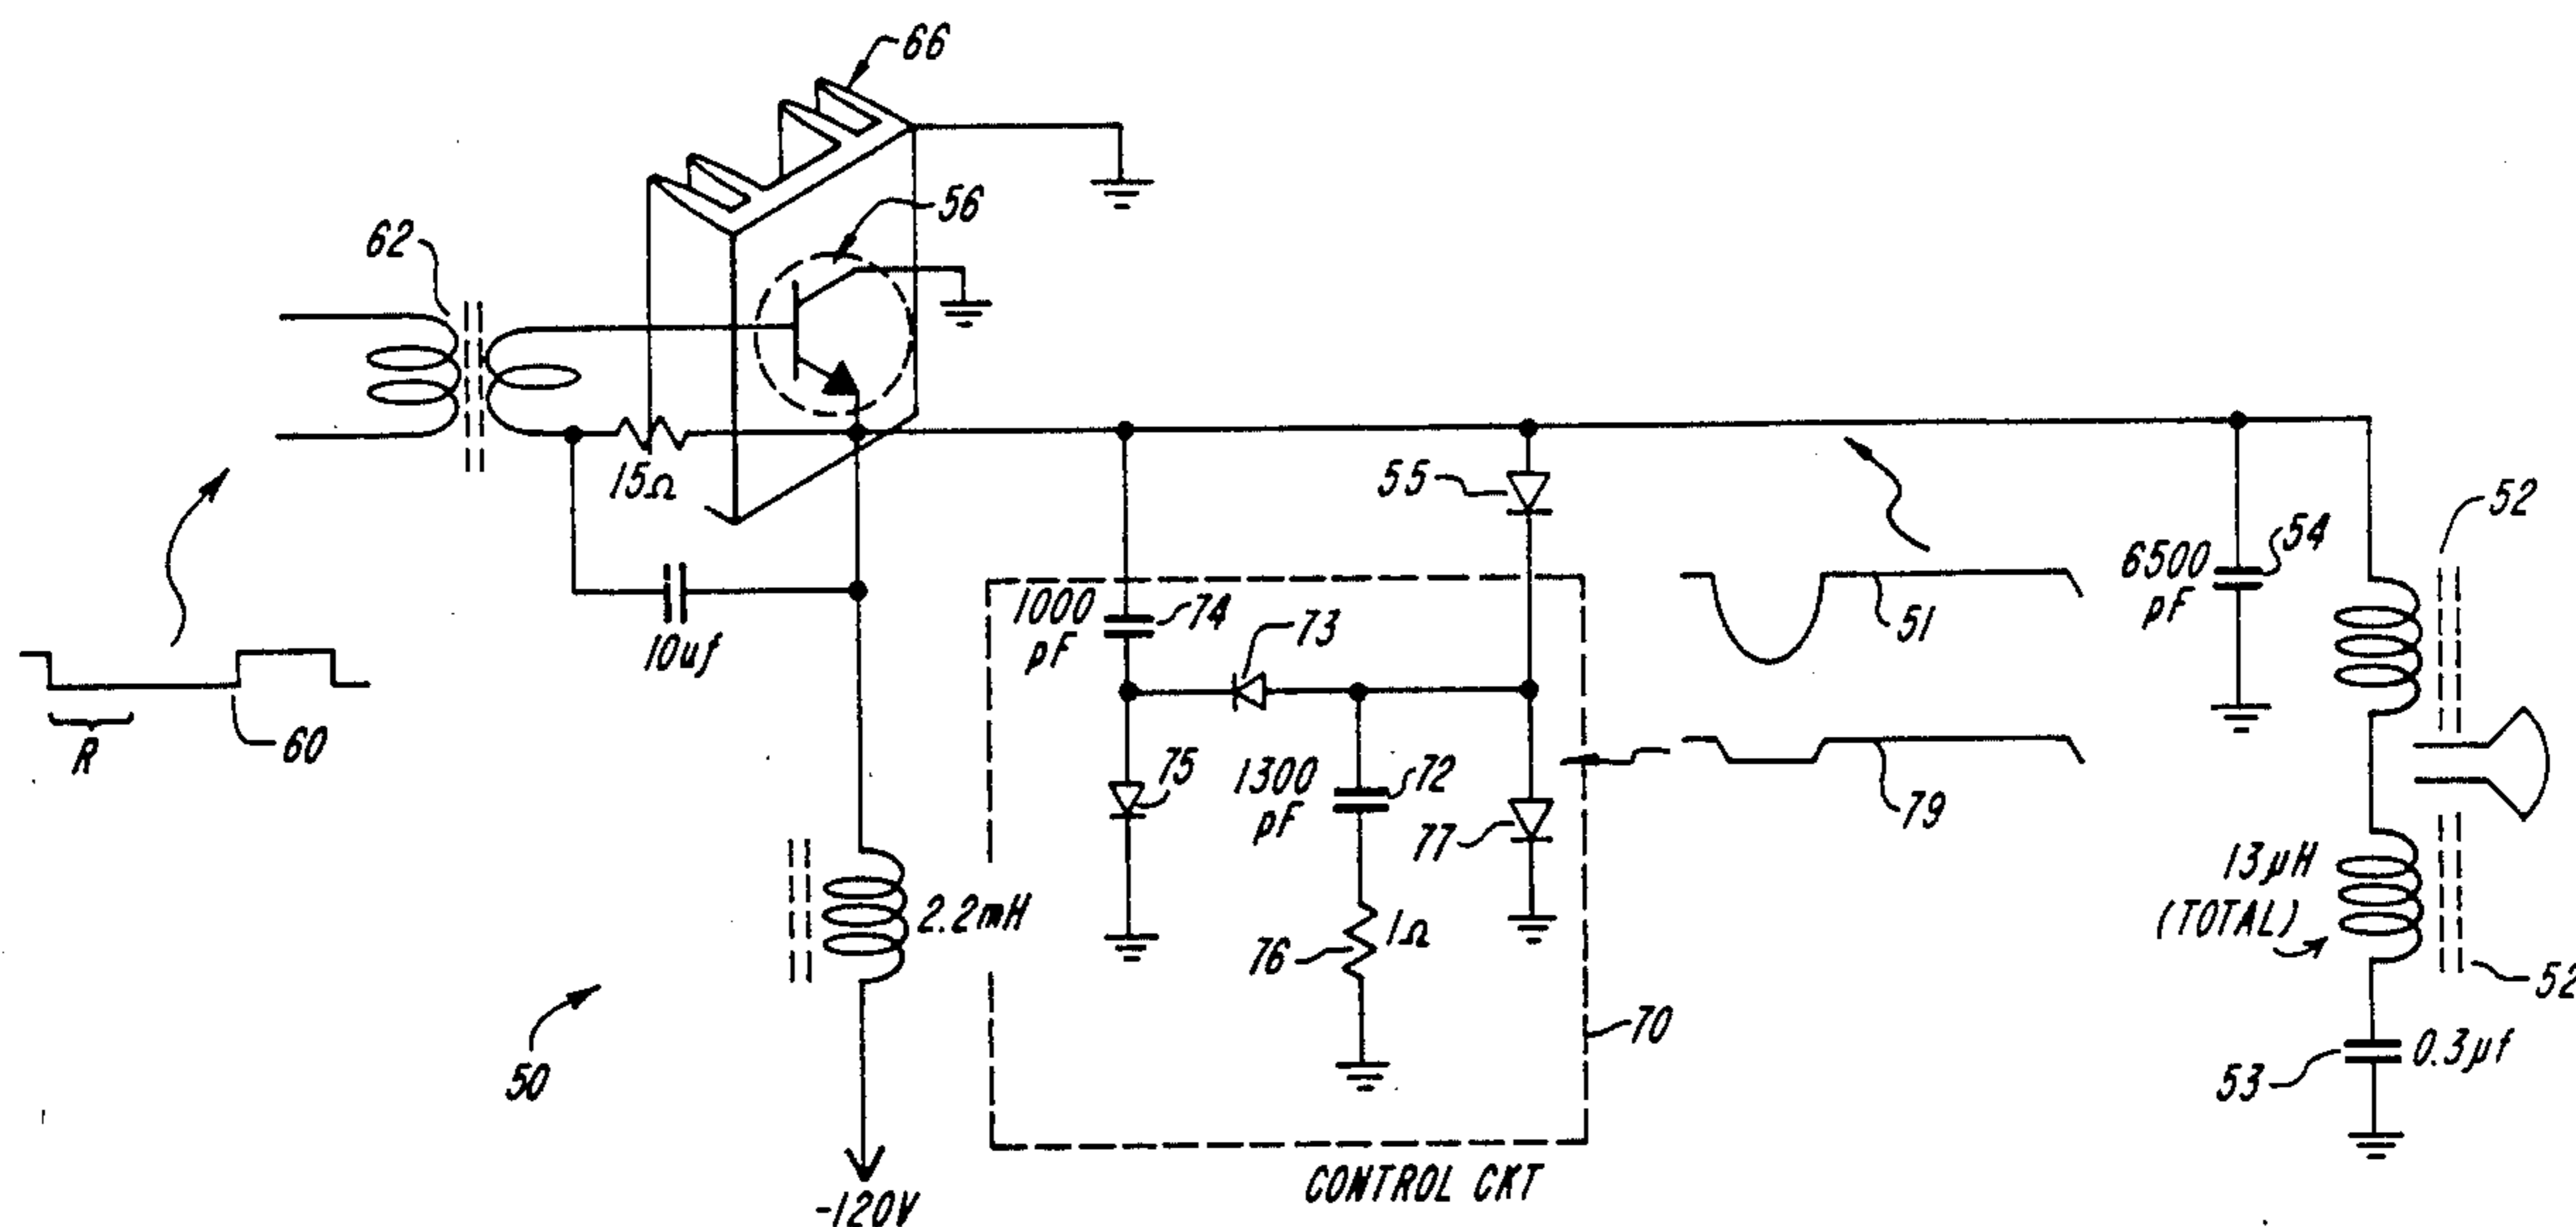 66
56
62
15Ω
10uf
60
R
2.2mH
50
-120V
55
1000
pF
74
73
75
1300
pF
72
77
76
1Ω
70
CONTROL CKT
51
79
6500
pF
54
52
13μH
(TOTAL)
52
53
0.3μf